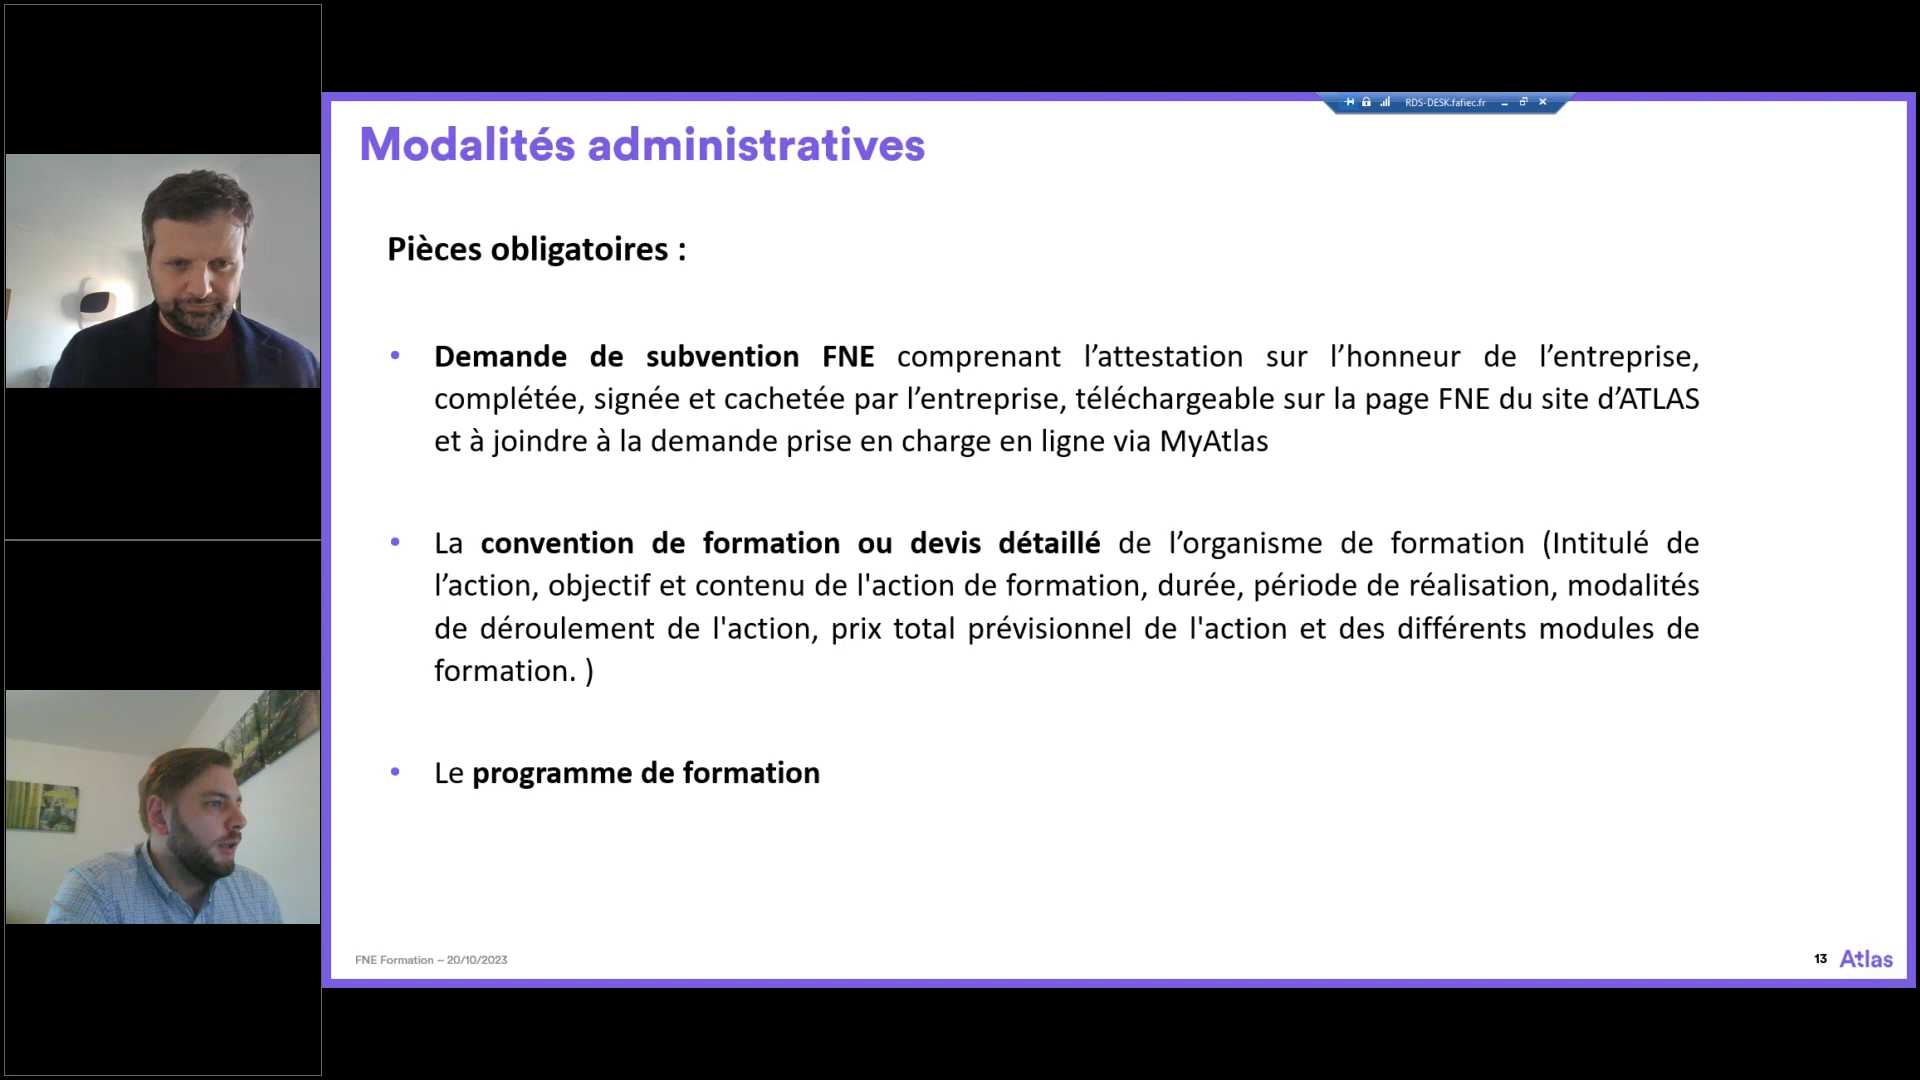 RDS-DESK.fafiec.fr
Modalités administratives
Pièces obligatoires :
• Demande de subvention FNE comprenant l’attestation sur l’honneur de l’entreprise,
complétée, signée et cachetée par l’entreprise, téléchargeable sur la page FNE du site d’ATLAS
et à joindre à la demande prise en charge en ligne via MyAtlas
• La convention de formation ou devis détaillé de l’organisme de formation (Intitulé de
l’action, objectif et contenu de l'action de formation, durée, période de réalisation, modalités
de déroulement de l'action, prix total prévisionnel de l'action et des différents modules de
formation. )
• Le programme de formation
FNE Formation – 20/10/2023
13 Atlas